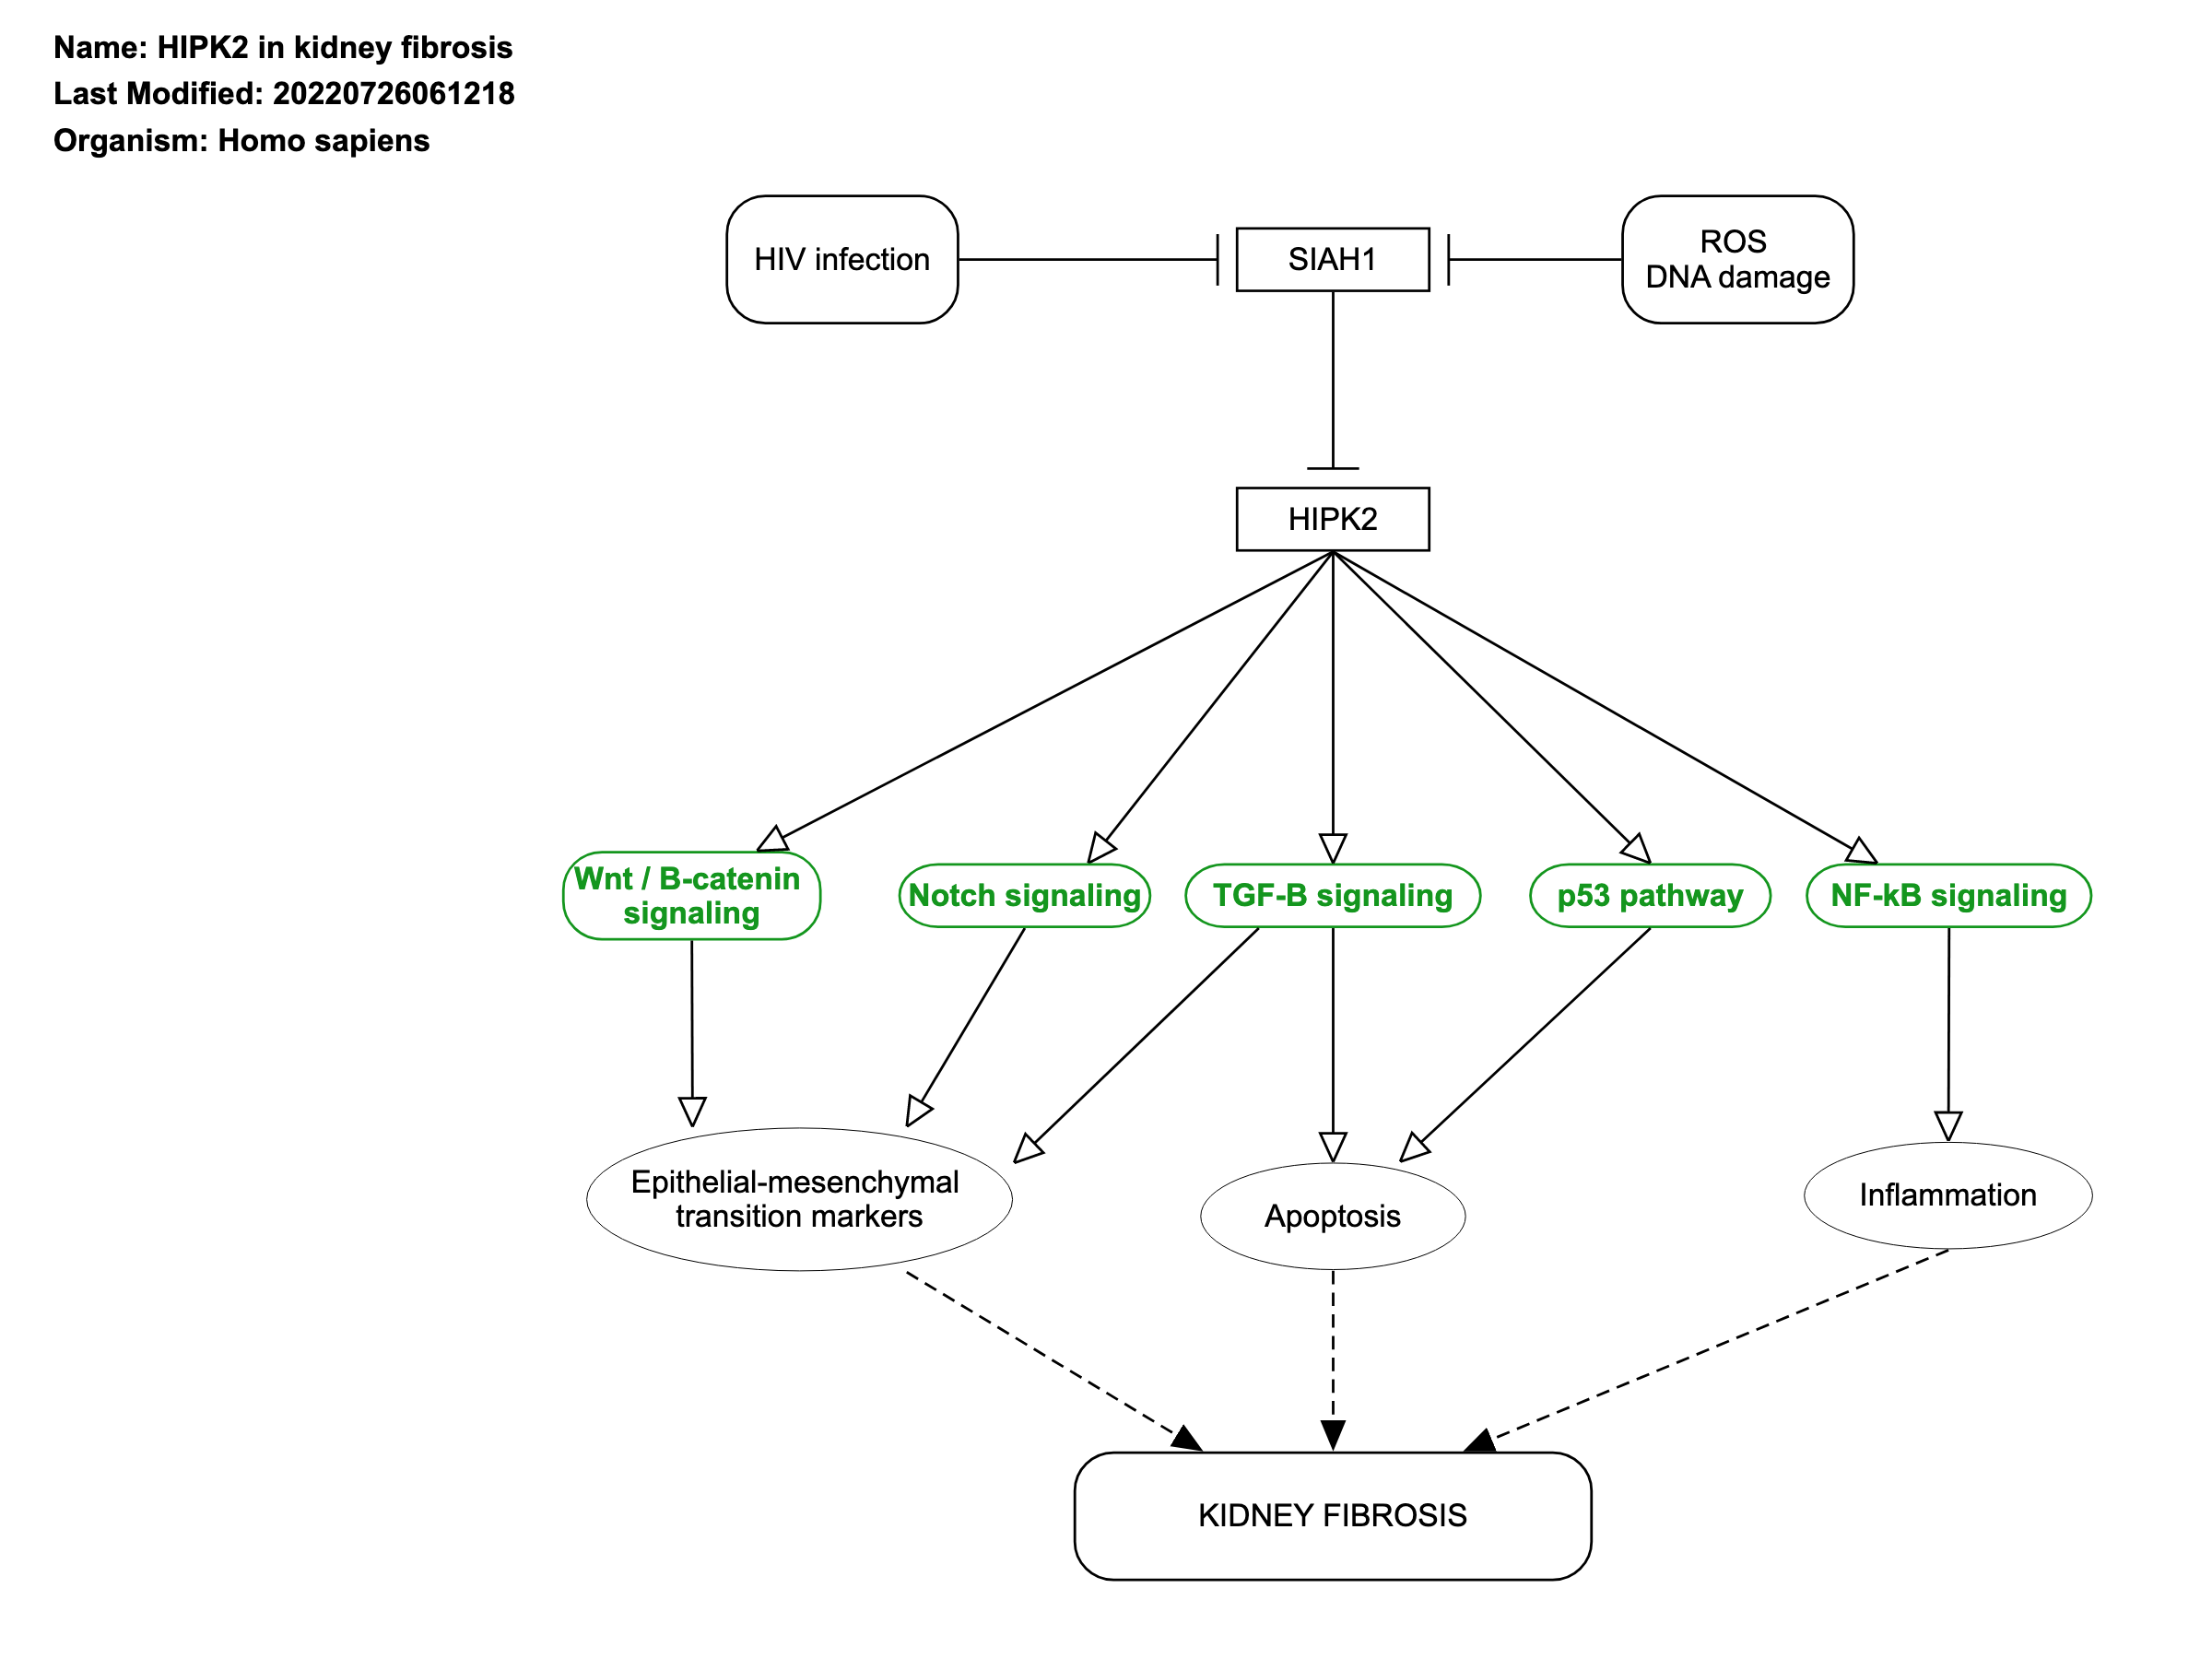 Name: HIPK2 in kidney fibrosis
Last Modified: 20220726061218
Organism: Homo sapiens
HIV infection
SIAH1
ROS
DNA damage
HIPK2
Wnt / B-catenin
signaling
Notch signaling
TGF-B signaling
p53 pathway
NF-kB signaling
Epithelial-mesenchymal
transition markers
Apoptosis
Inflammation
KIDNEY FIBROSIS